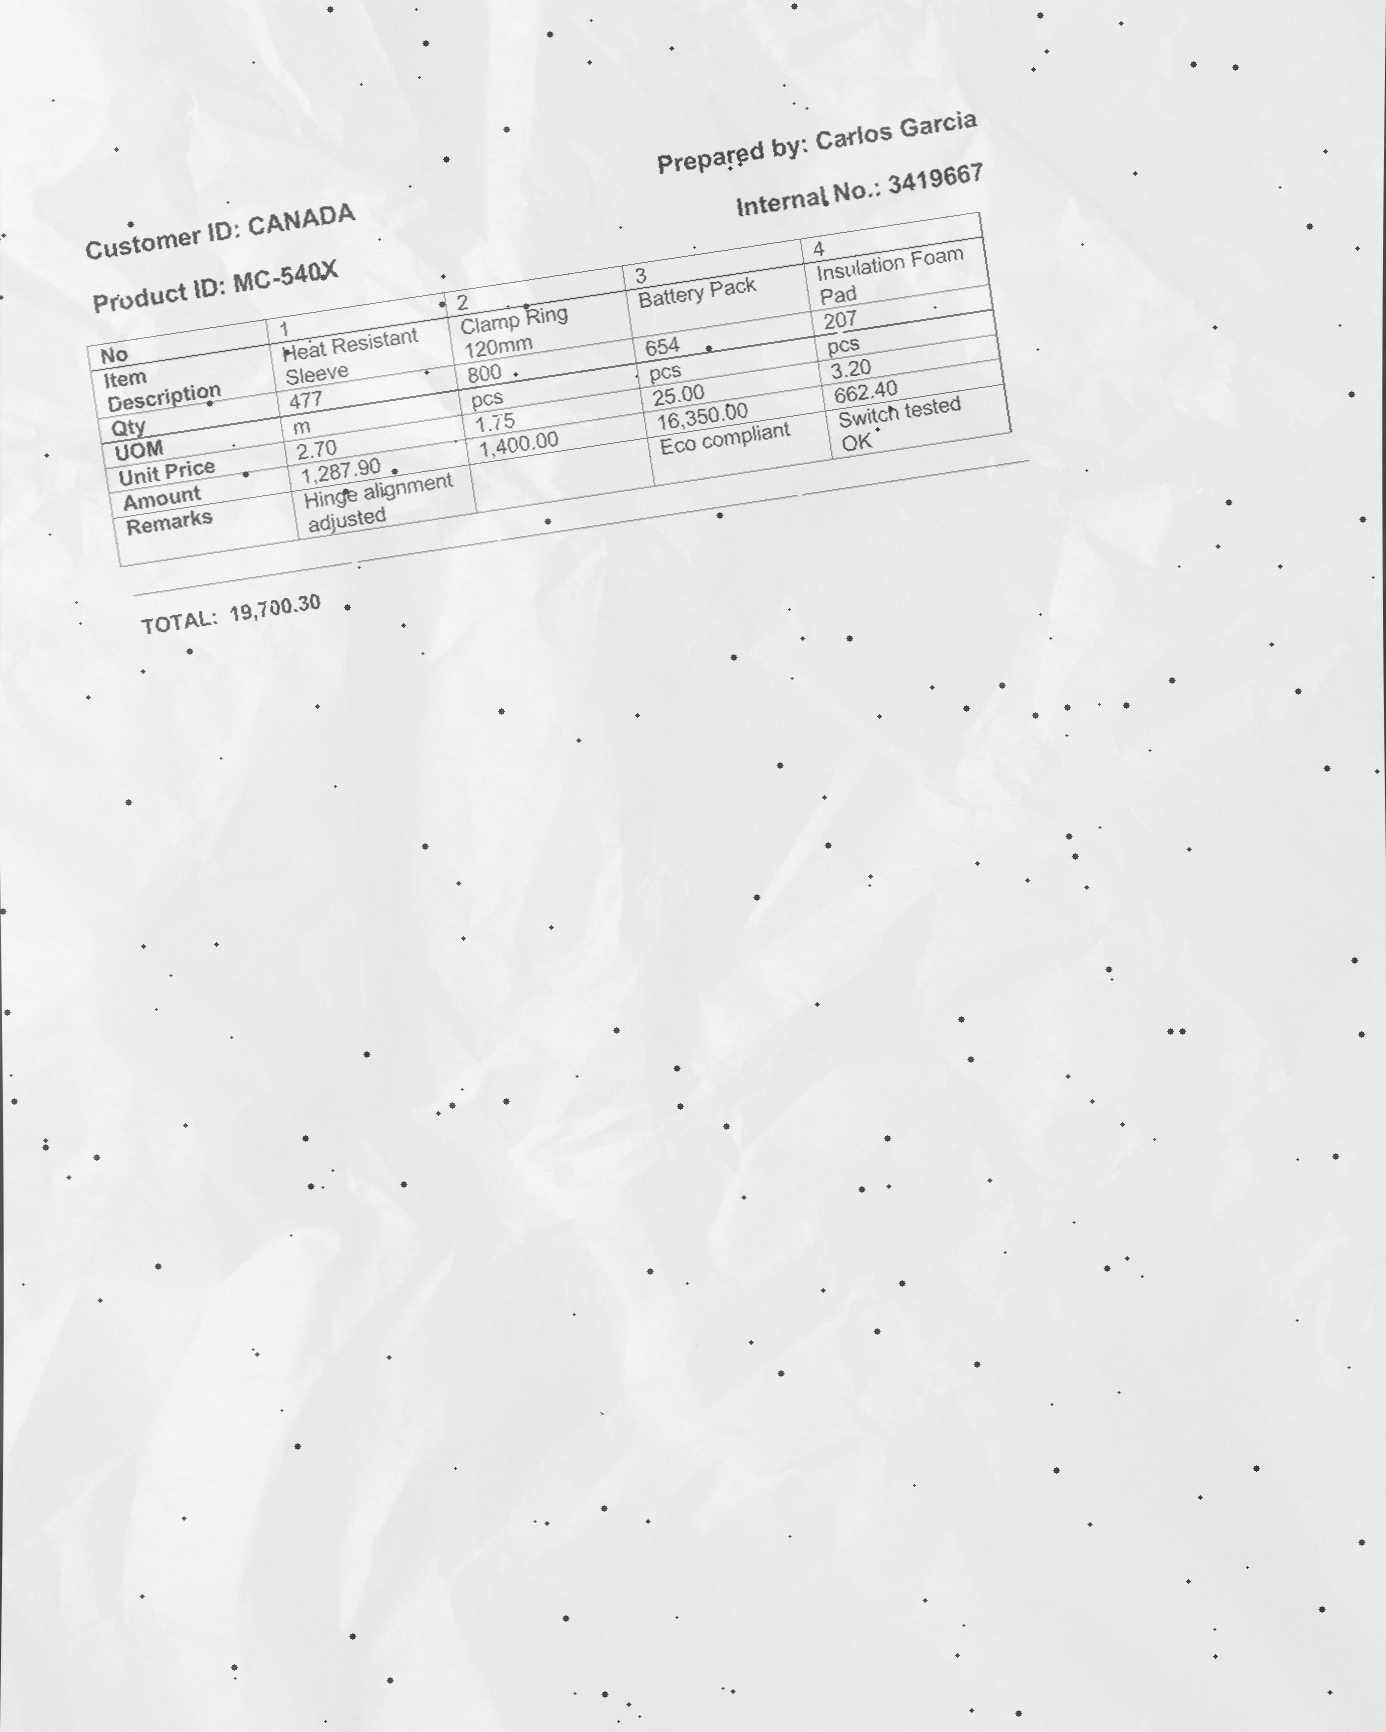 Prepared by: Carlos Garcia
Internal No.: 3419667
Customer ID: CANADA
Product ID: MC-540X
No 1 2 3 4
Item Description Heat Resistant Sleeve Clamp Ring 120mm Battery Pack Insulation Foam Pad
Qty 477 800 654 207
UOM m pcs pcs pcs
Unit Price 2.70 1.75 25.00 3.20
Amount 1,287.90 1,400.00 16,350.00 662.40
Remarks Hinge alignment adjusted Eco compliant Switch tested OK
TOTAL: 19,700.30